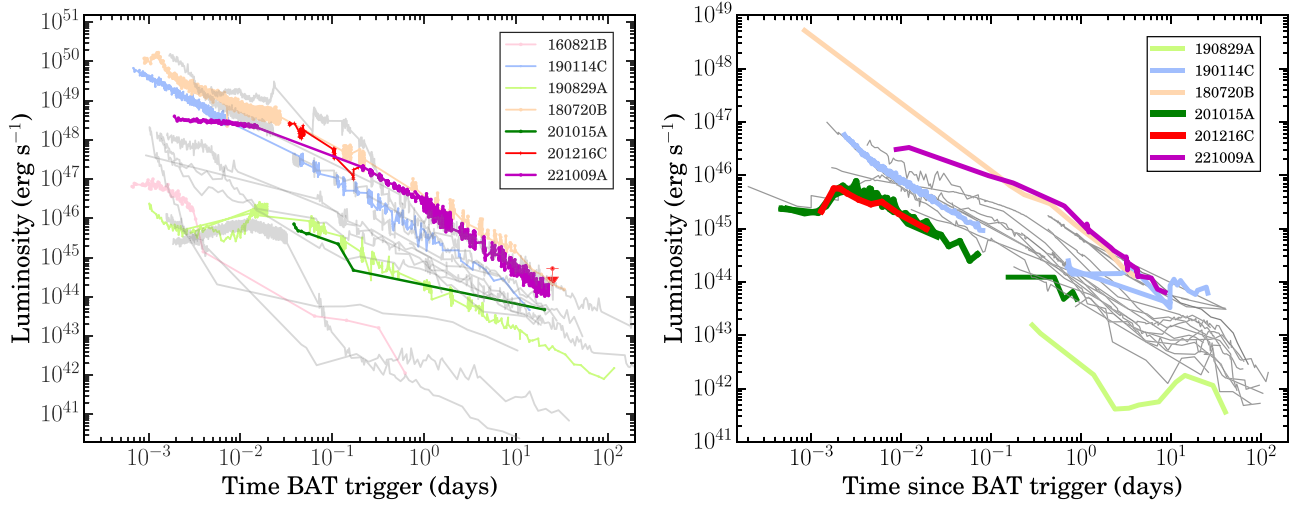 10^51
10^50
10^49
10^48
10^47
10^46
10^45
10^44
10^43
10^42
10^41
Luminosity (erg s^−1)
160821B
190114C
190829A
180720B
201015A
201216C
221009A
10^−3 10^−2 10^−1 10^0 10^1 10^2
Time BAT trigger (days)
10^49
10^48
10^47
10^46
10^45
10^44
10^43
10^42
10^41
Luminosity (erg s^−1)
190829A
190114C
180720B
201015A
201216C
221009A
10^−3 10^−2 10^−1 10^0 10^1 10^2
Time since BAT trigger (days)